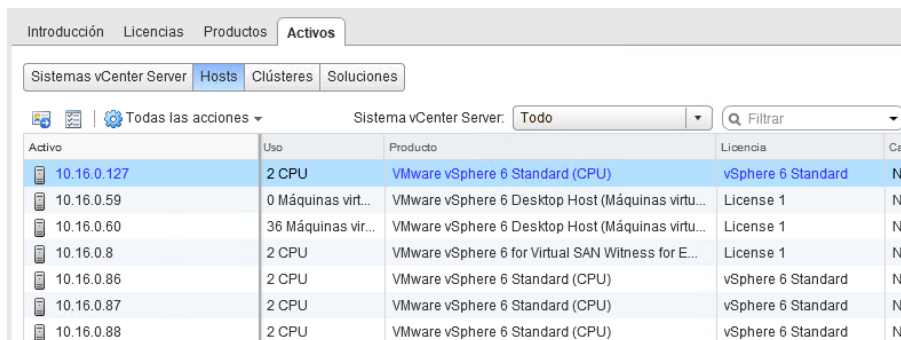 Introducción Licencias Productos Activos
Sistemas vCenter Server Hosts Clústeres Soluciones
Todas las acciones Sistema vCenter Server: Todo Filtrar
Activo Uso Producto Licencia
10.16.0.127 2 CPU VMware vSphere 6 Standard (CPU) vSphere 6 Standard N
10.16.0.59 0 Máquinas virt... VMware vSphere 6 Desktop Host (Máquinas virtu... License 1 N
10.16.0.60 36 Máquinas vir... VMware vSphere 6 Desktop Host (Máquinas virtu... License 1 N
10.16.0.8 2 CPU VMware vSphere 6 for Virtual SAN Witness for E... License 1 N
10.16.0.86 2 CPU VMware vSphere 6 Standard (CPU) vSphere 6 Standard N
10.16.0.87 2 CPU VMware vSphere 6 Standard (CPU) vSphere 6 Standard N
10.16.0.88 2 CPU VMware vSphere 6 Standard (CPU) vSphere 6 Standard N